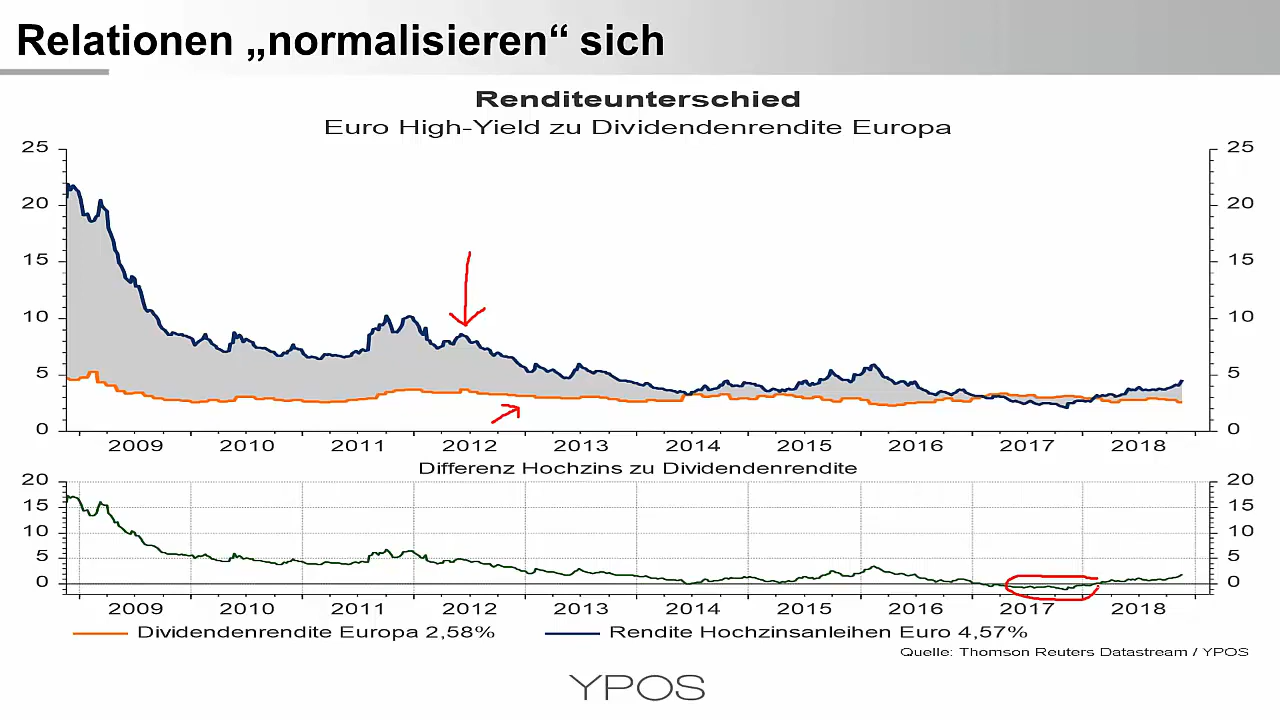 Relationen „normalisieren“ sich
Renditeunterschied
Euro High-Yield zu Dividendenrendite Europa
25 25
20 20
15 15
10 10
5 5
0 0
2009 2010 2011 2012 2013 2014 2015 2016 2017 2018
Differenz Hochzins zu Dividendenrendite
20 20
15 15
10 10
5 5
0 0
2009 2010 2011 2012 2013 2014 2015 2016 2017 2018
Dividendenrendite Europa 2,58% Rendite Hochzinsanleihen Euro 4,57%
Quelle: Thomson Reuters Datastream / YPOS
YPOS